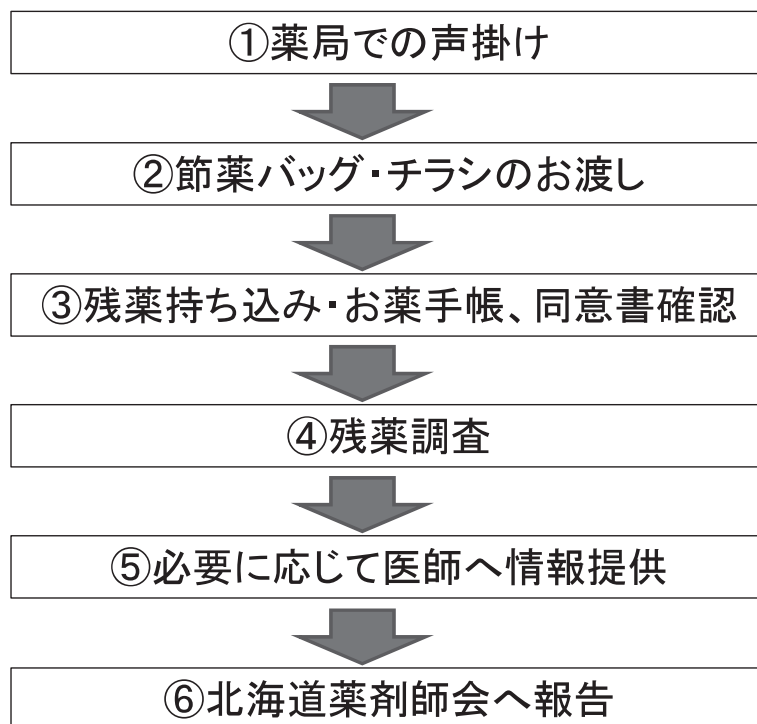 ①薬局での声掛け
②節薬バッグ・チラシのお渡し
③残薬持ち込み・お薬手帳、同意書確認
④残薬調査
⑤必要に応じて医師へ情報提供
⑥北海道薬剤師会へ報告